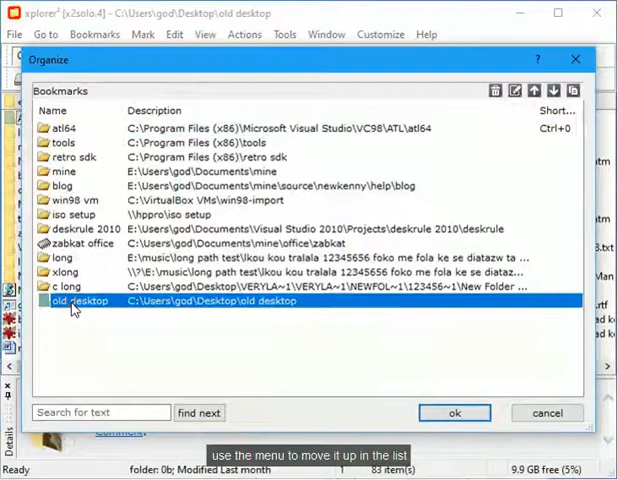 xplorer² [x2solo.4] - C:\Users\god\Desktop\old desktop
File Go to Bookmarks Mark Edit View Actions Tools Window Customize Help
Organize
Bookmarks
Name Description Short...
atl64 C:\Program Files (x86)\Microsoft Visual Studio\VC98\ATL\atl64 Ctrl+0
tools C:\Program Files (x86)\tools
retro sdk C:\Program Files (x86)\retro sdk
mine E:\Users\god\Documents\mine
blog E:\Users\god\Documents\mine\source\newkenny\help\blog
win98 vm C:\VirtualBox VMs\win98-import
iso setup \\hppro\iso setup
deskrule 2010 C:\Users\god\Documents\Visual Studio 2010\Projects\deskrule\deskrule
zabkat office C:\Users\god\Documents\mine\office\zabkat
long E:\music\long path test\lkou kou tralala 12345656 foko me fola ke se diatazw ta ...
xlong \\?\E:\music\long path test\lkou kou tralala 12345656 foko me fola ke se diatazw ...
c long C:\Users\god\Desktop\VERYLA~1\VERYLA~1\NEWFOL~1\123456~1\New Folder ...
old desktop C:\Users\god\Desktop\old desktop
Search for text find next ok cancel
Details
use the menu to move it up in the list
Ready folder: 0b; Modified Last month 1 83 item(s) 9.9 GB free (5%)